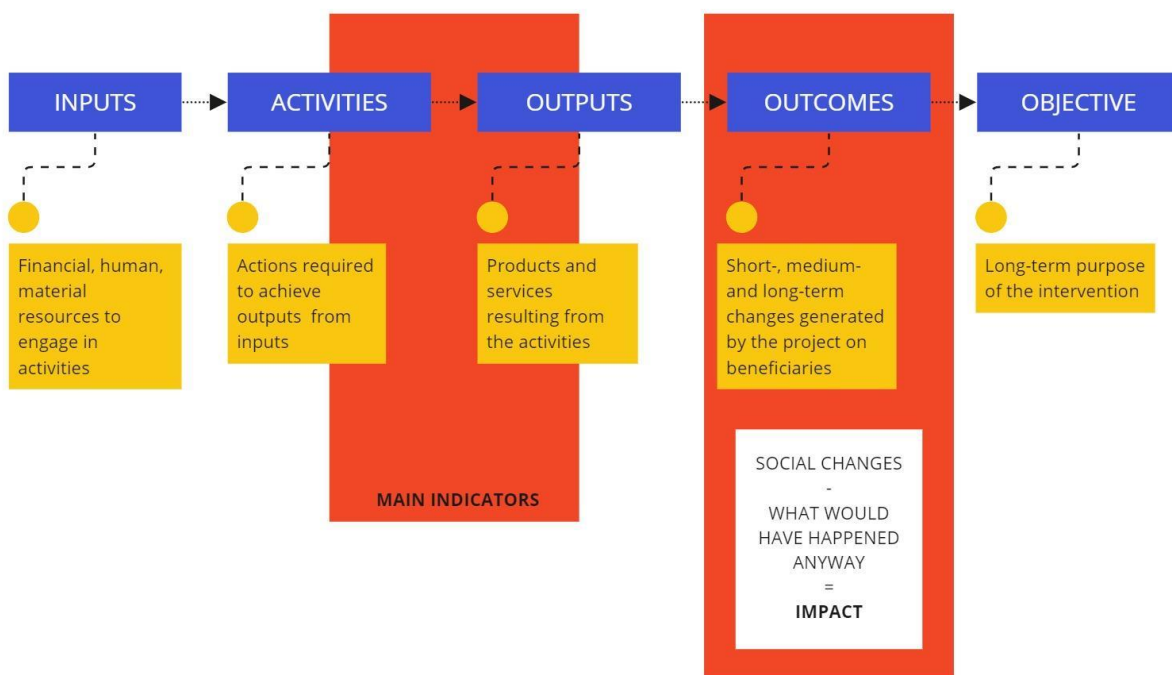 INPUTS
ACTIVITIES
OUTPUTS
OUTCOMES
OBJECTIVE
Financial, human,
material
resources to
engage in
activities
Actions required
to achieve
outputs from
inputs
Products and
services
resulting from
the activities
Short-, medium-
and long-term
changes generated
by the project on
beneficiaries
Long-term purpose
of the intervention
MAIN INDICATORS
SOCIAL CHANGES
-
WHAT WOULD
HAVE HAPPENED
ANYWAY
=
IMPACT